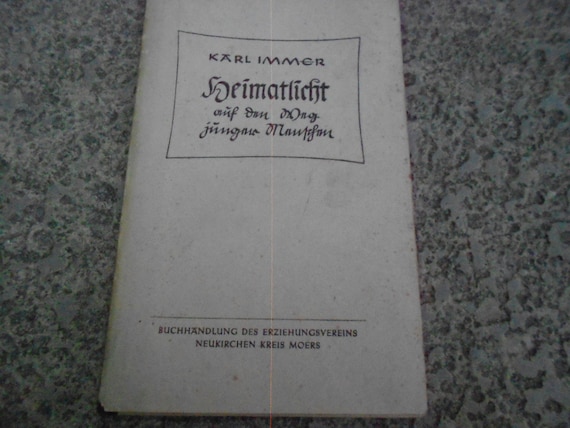 KARL IMMER
Heimatlicht
auf den Weg
junger Menschen
BUCHHANDLUNG DES ERZIEHUNGSVEREINS
NEUKIRCHEN KREIS MOERS